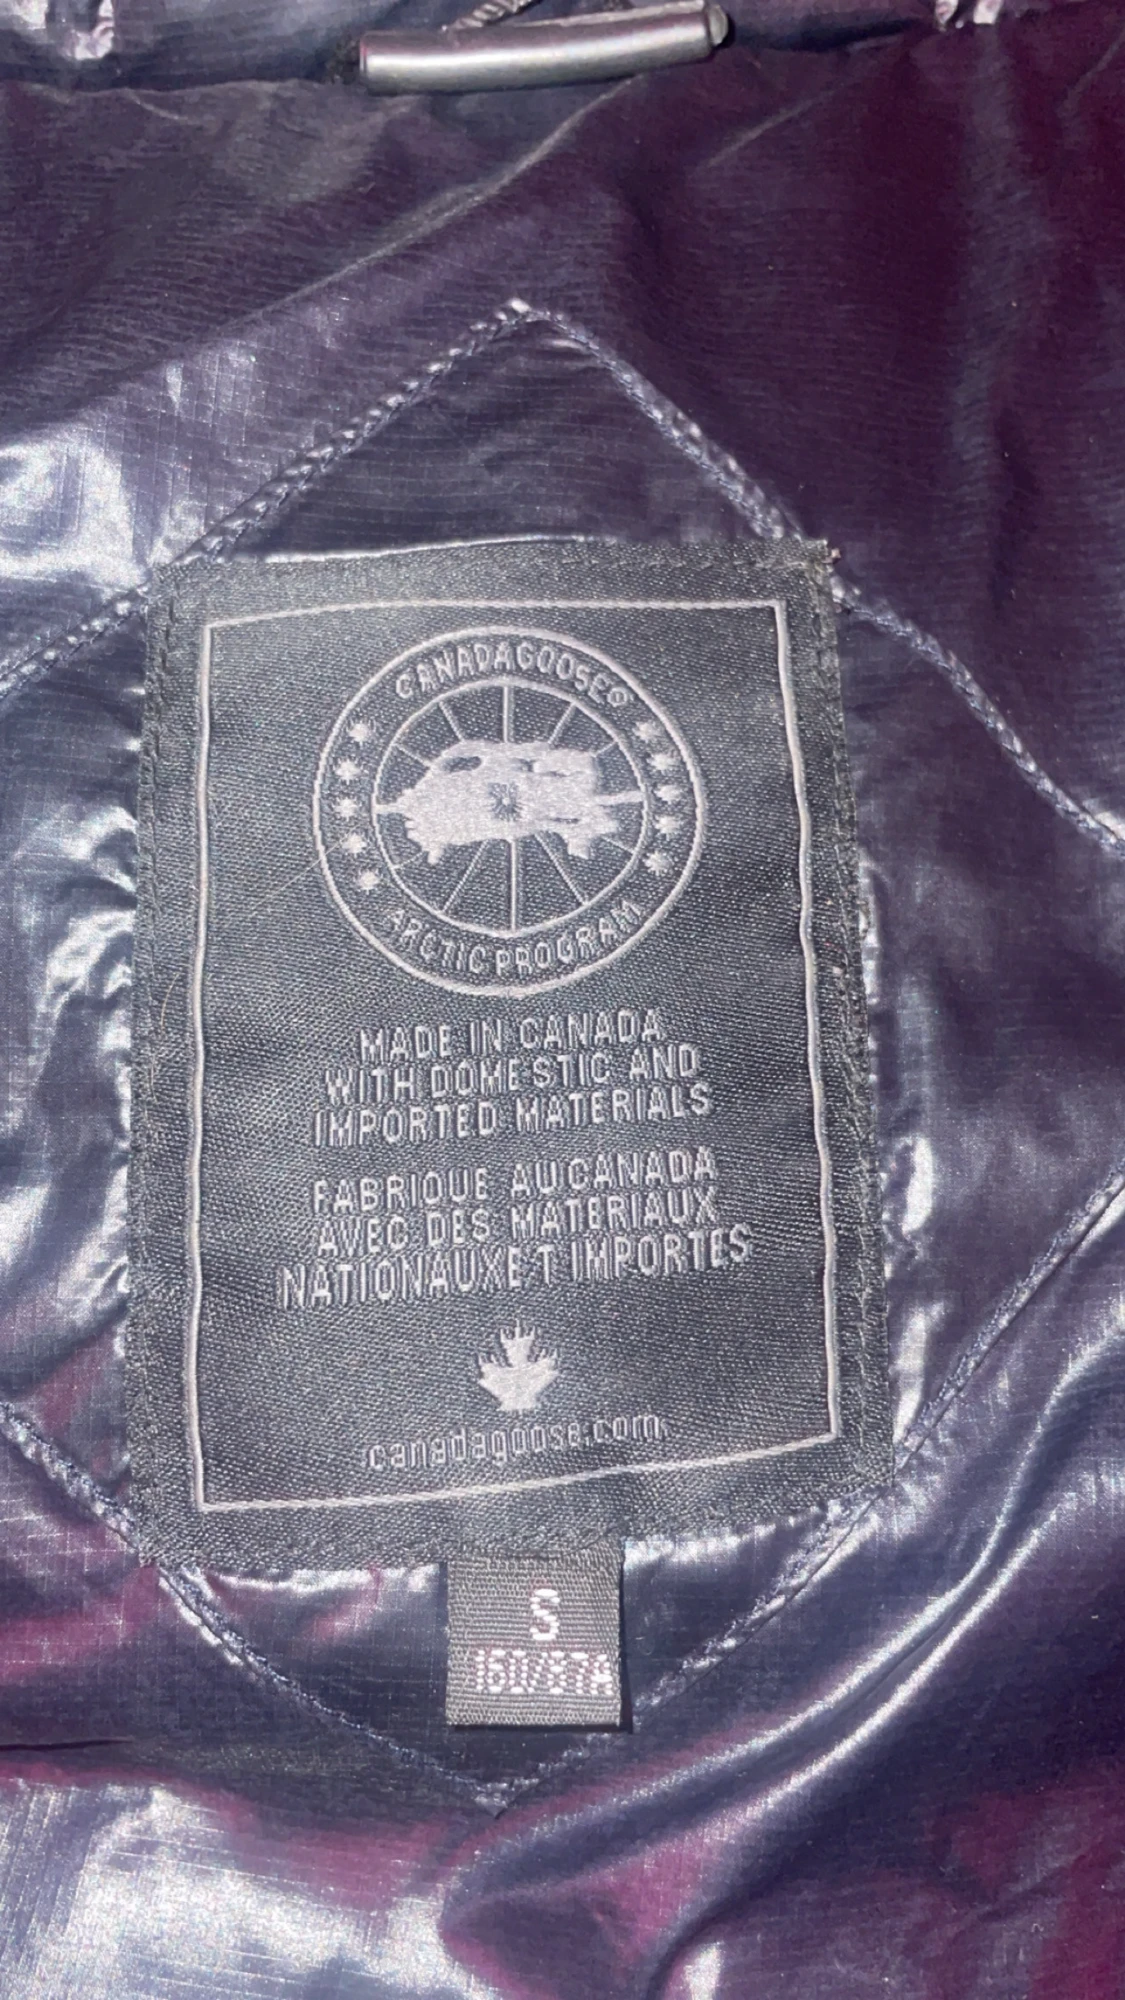 CANADA GOOSE®
ARCTIC PROGRAM
MADE IN CANADA
WITH DOMESTIC AND
IMPORTED MATERIALS
FABRIQUE AU CANADA
AVEC DES MATERIAUX
NATIONAUXE T IMPORTES
canadagoose.com
S
160/87A